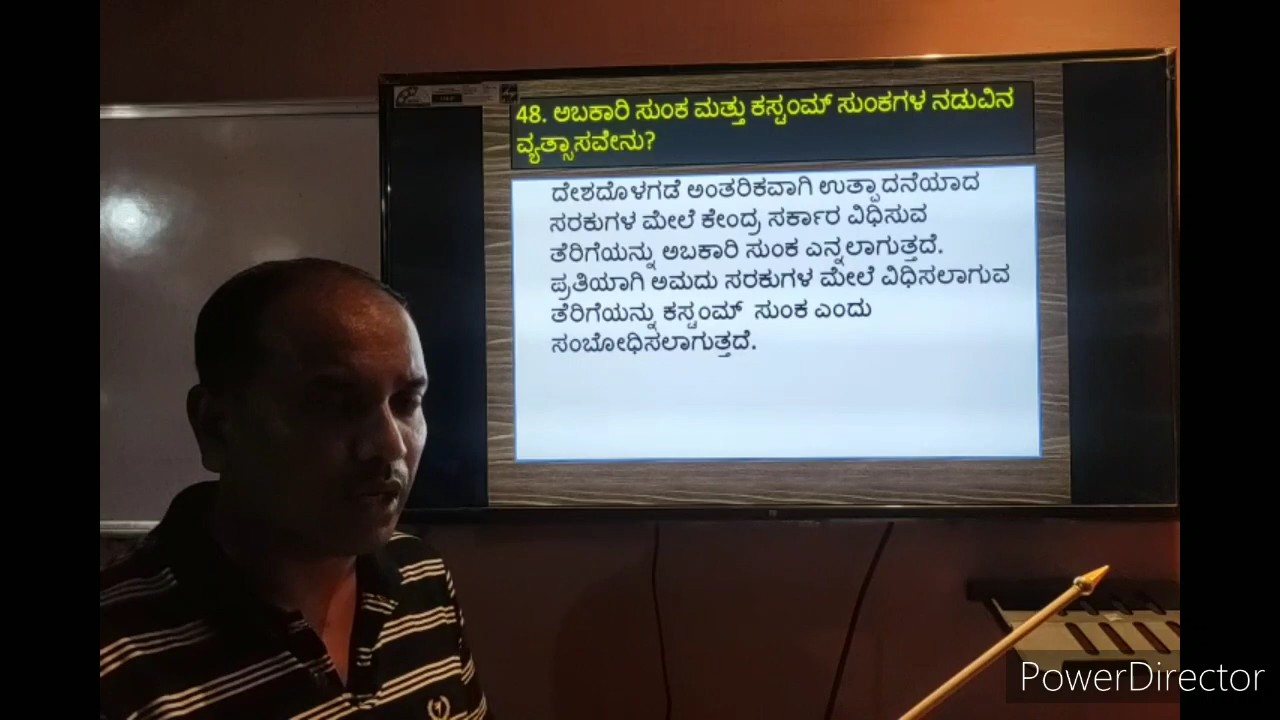 48. ಅಬಕಾರಿ ಸುಂಕ ಮತ್ತು ಕಸ್ಟಂಮ್ ಸುಂಕಗಳ ನಡುವಿನ
ವ್ಯತ್ಸಾಸವೇನು?
ದೇಶದೊಳಗಡೆ ಅಂತರಿಕವಾಗಿ ಉತ್ಪಾದನೆಯಾದ
ಸರಕುಗಳ ಮೇಲೆ ಕೇಂದ್ರ ಸರ್ಕಾರ ವಿಧಿಸುವ
ತೆರಿಗೆಯನ್ನು ಅಬಕಾರಿ ಸುಂಕ ಎನ್ನಲಾಗುತ್ತದೆ.
ಪ್ರತಿಯಾಗಿ ಅಮದು ಸರಕುಗಳ ಮೇಲೆ ವಿಧಿಸಲಾಗುವ
ತೆರಿಗೆಯನ್ನು ಕಸ್ಟಂಮ್ ಸುಂಕ ಎಂದು
ಸಂಬೋಧಿಸಲಾಗುತ್ತದೆ.
PowerDirector